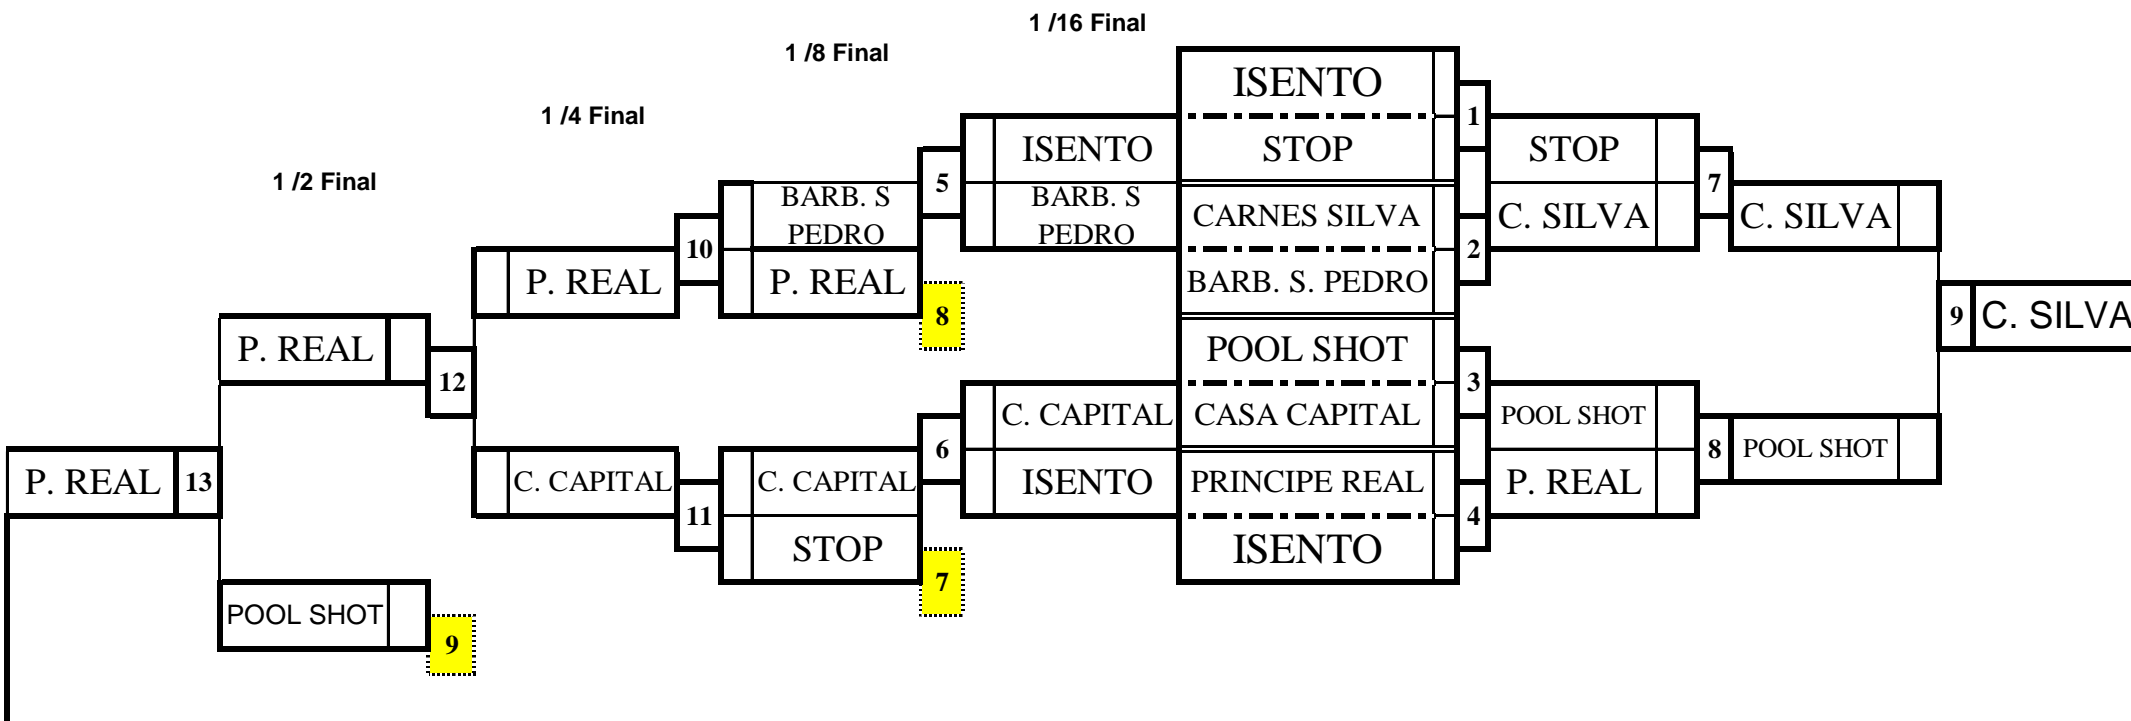 1 /16 Final
1 /8 Final
1 /4 Final
1 /2 Final
ISENTO
1
ISENTO
STOP
STOP
5
7
BARB. S
PEDRO
BARB. S
PEDRO
CARNES SILVA
C. SILVA
C. SILVA
10
2
P. REAL
P. REAL
BARB. S. PEDRO
8
9
C. SILVA
P. REAL
POOL SHOT
12
3
C. CAPITAL
CASA CAPITAL
POOL SHOT
6
8
POOL SHOT
P. REAL
13
C. CAPITAL
C. CAPITAL
ISENTO
PRINCIPE REAL
P. REAL
11
4
STOP
ISENTO
7
POOL SHOT
9